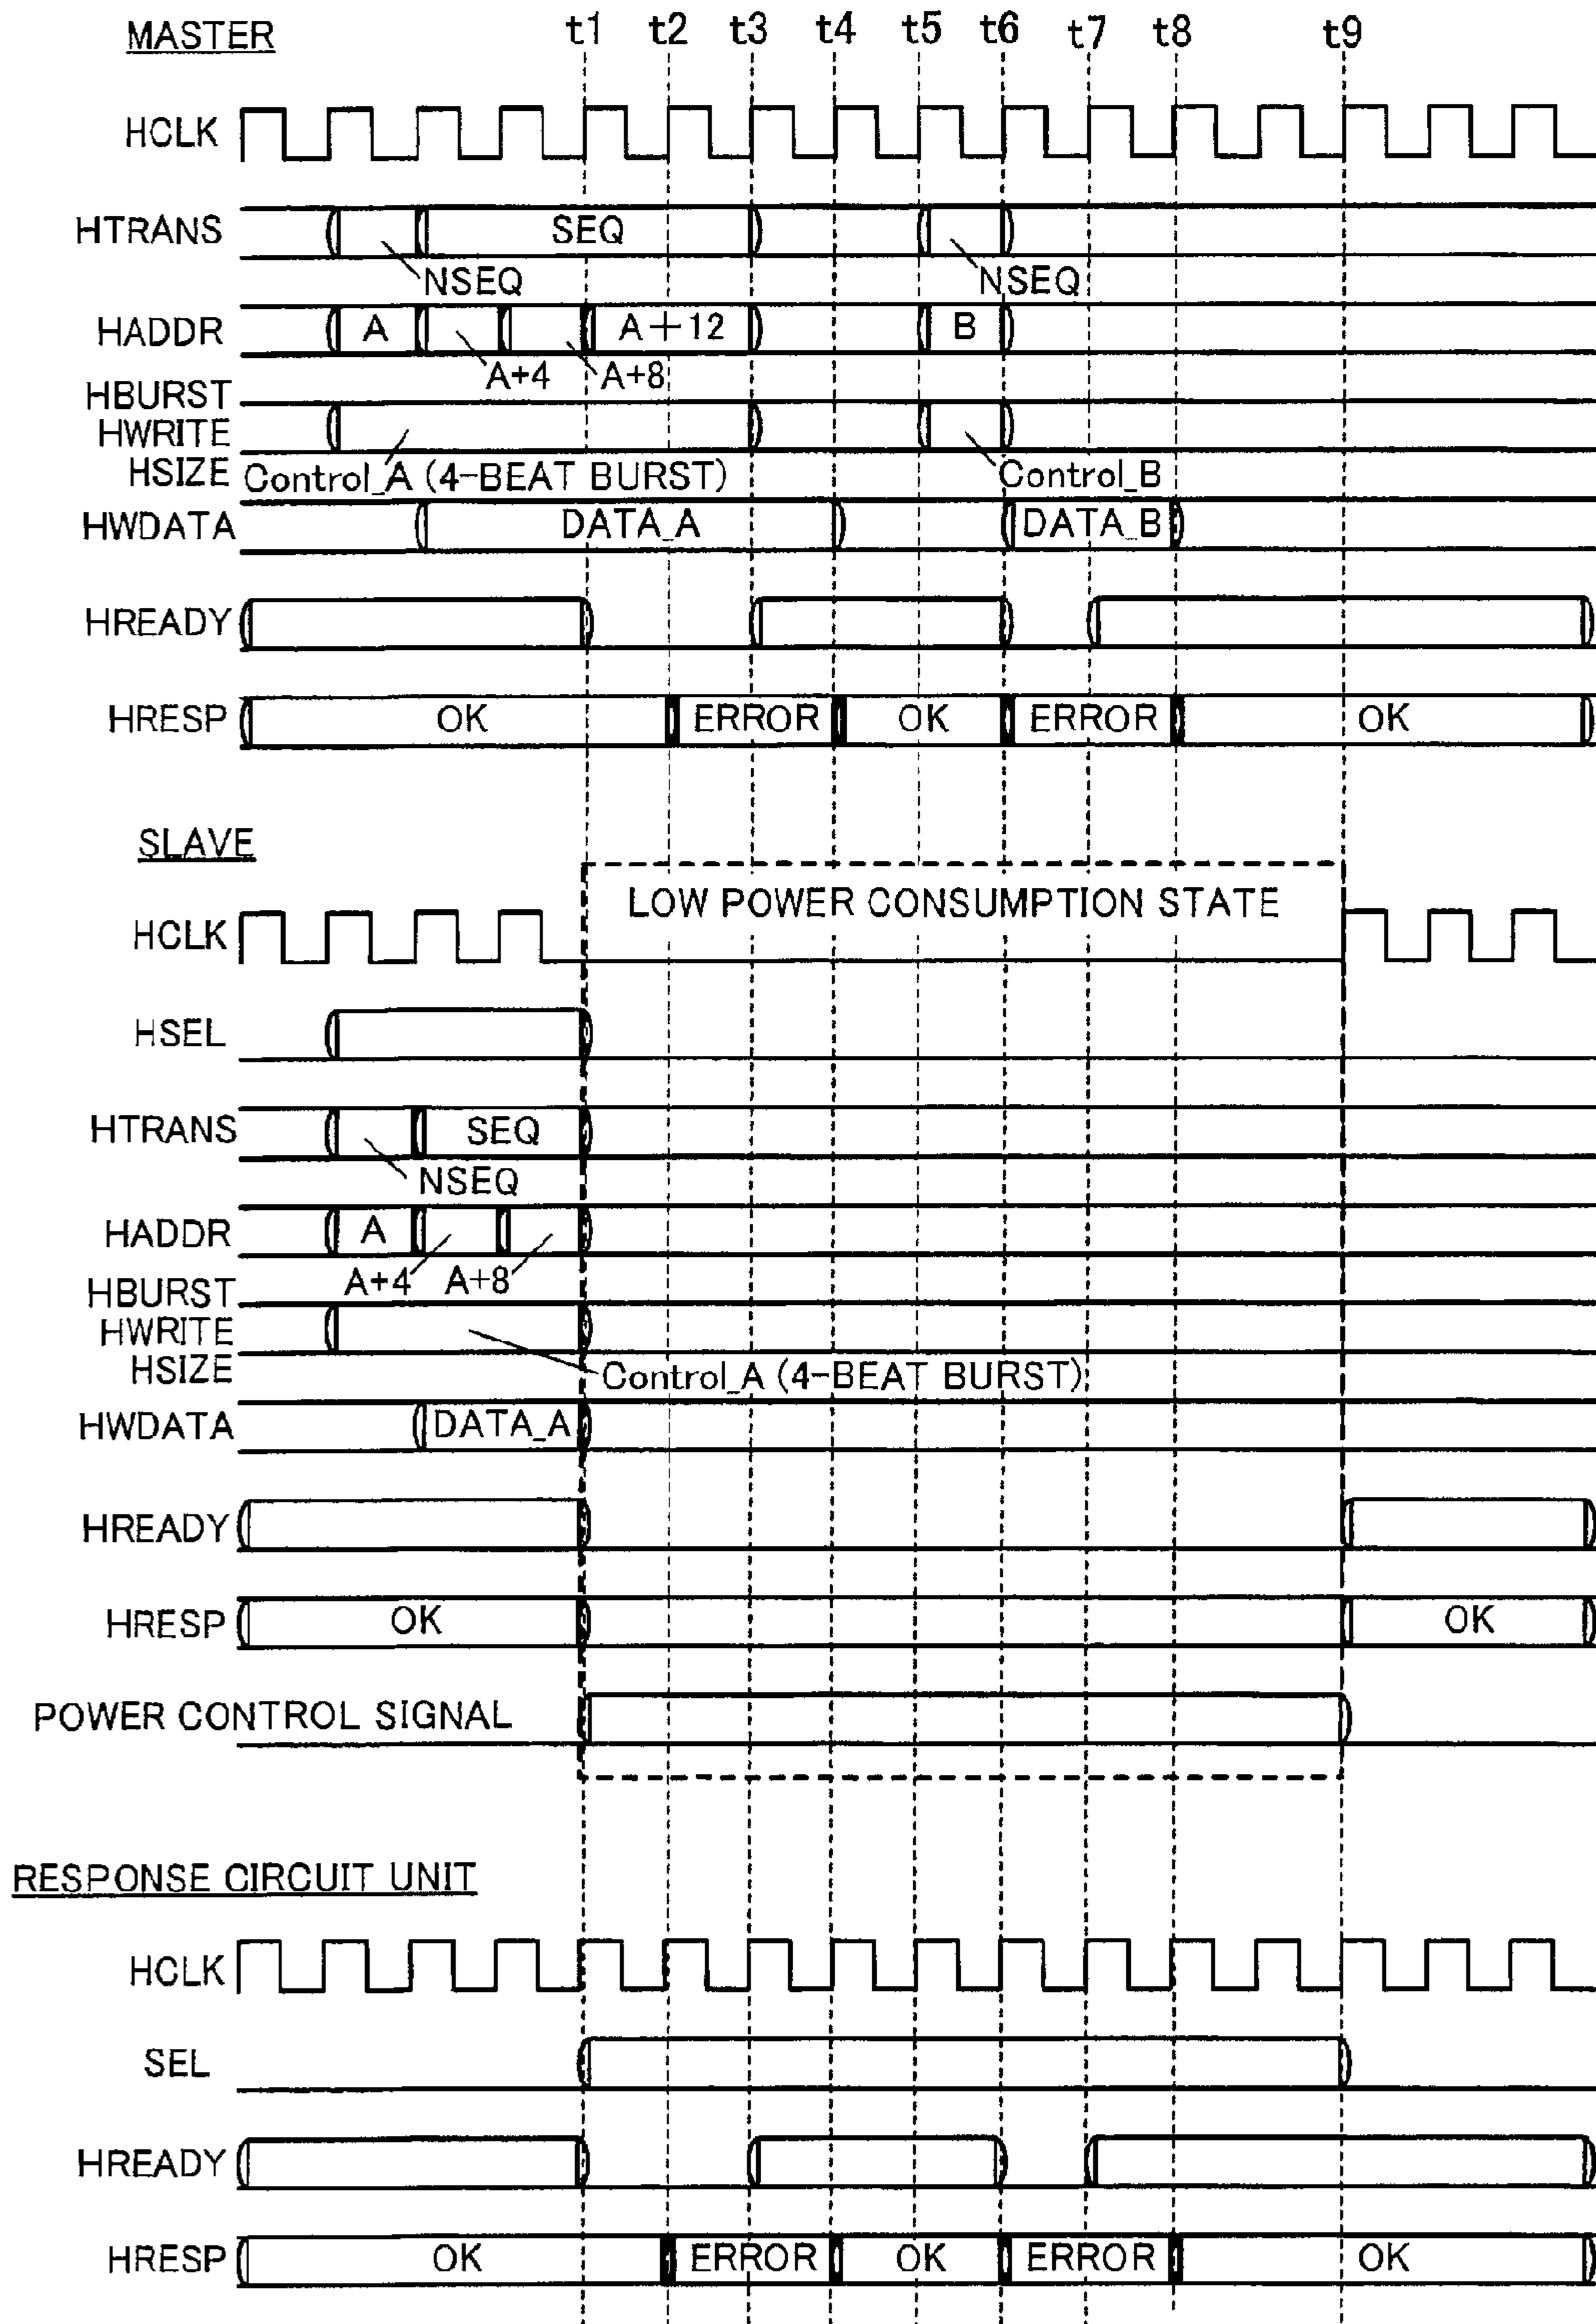 MASTER t1 t2 t3 t4 t5 t6 t7 t8 t9
HCLK
HTRANS SEQ
NSEQ NSEQ
HADDR A A+12 B
A+4 A+8
HBURST
HWRITE
HSIZE Control_A (4-BEAT BURST) Control_B
HWDATA DATA_A DATA_B
HREADY
HRESP OK ERROR OK ERROR OK
SLAVE
LOW POWER CONSUMPTION STATE
HCLK
HSEL
HTRANS SEQ
NSEQ
HADDR A
A+4 A+8
HBURST
HWRITE
HSIZE Control_A (4-BEAT BURST)
HWDATA DATA_A
HREADY
HRESP OK OK
POWER CONTROL SIGNAL
RESPONSE CIRCUIT UNIT
HCLK
SEL
HREADY
HRESP OK ERROR OK ERROR OK